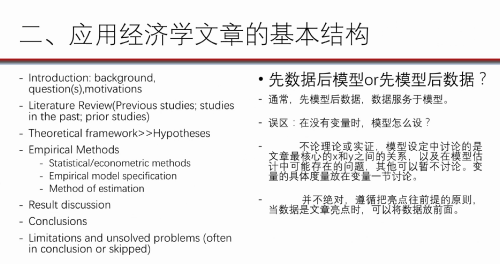 二、应用经济学文章的基本结构
- Introduction: background,
question(s),motivations
- Literature Review(Previous studies; studies
in the past; prior studies)
- Theoretical framework>>Hypotheses
- Empirical Methods
- Statistical/econometric methods
- Empirical model specification
- Method of estimation
- Result discussion
- Conclusions
- Limitations and unsolved problems (often
in conclusion or skipped)
• 先数据后模型or先模型后数据？
- 通常，先模型后数据，数据服务于模型。
- 误区：在没有变量时，模型怎么设？
- 不论理论或实证，模型设定中讨论的是
文章最核心的x和y之间的关系，以及在模型估
计中可能存在的问题，其他可以暂不讨论。变
量的具体度量放在变量一节讨论。
- 并不绝对，遵循把亮点往前提的原则，
当数据是文章亮点时，可以将数据放前面。